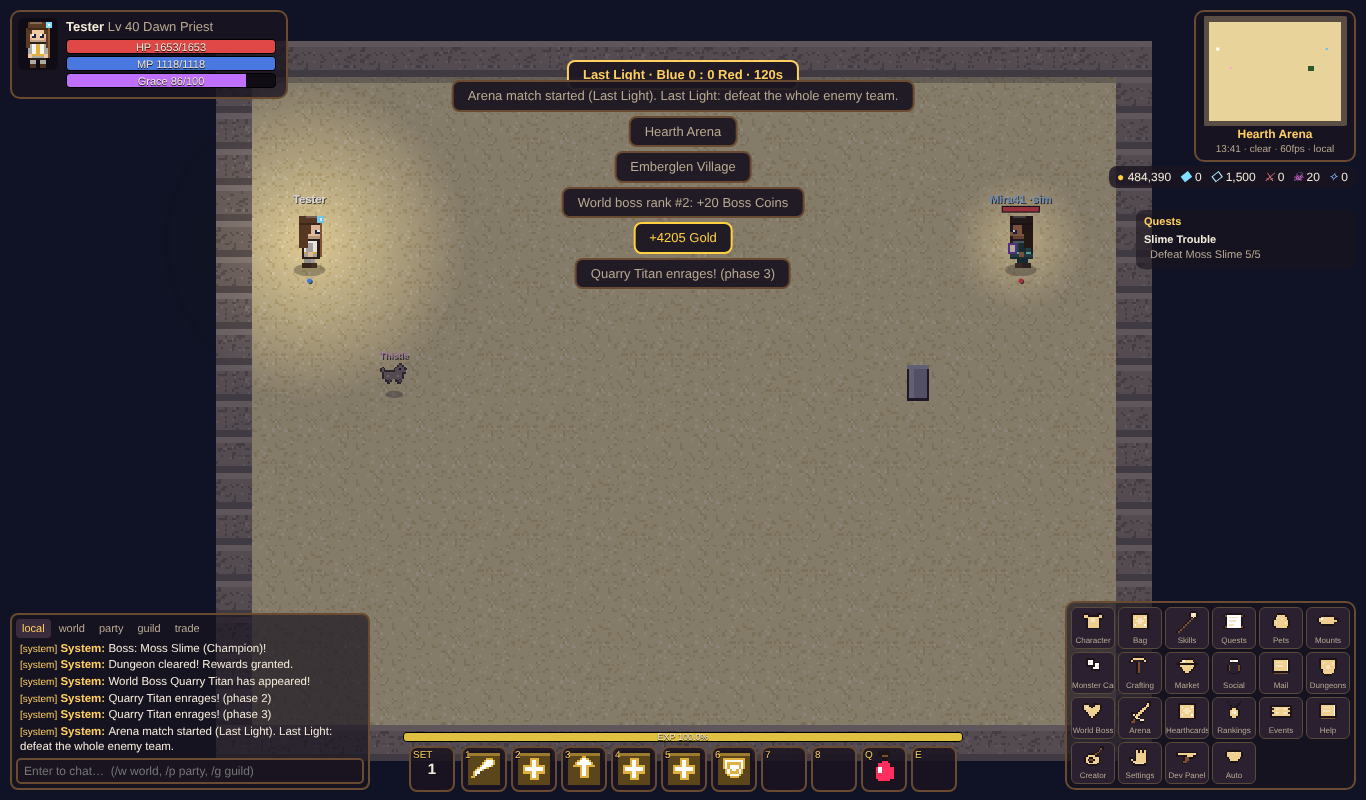 Tester Lv 40 Dawn Priest
HP 1653/1653
MP 1118/1118
Grace 86/100
Last Light · Blue 0 : 0 Red · 120s
Arena match started (Last Light). Last Light: defeat the whole enemy team.
Hearth Arena
Emberglen Village
World boss rank #2: +20 Boss Coins
+4205 Gold
Quarry Titan enrages! (phase 3)
Hearth Arena
13:41 · clear · 60fps · local
484,390 0 1,500 0 20 0
Quests
Slime Trouble
Defeat Moss Slime 5/5
Tester
Mira41 ·sim
Thistle
local world party guild trade
[system] System: Boss: Moss Slime (Champion)!
[system] System: Dungeon cleared! Rewards granted.
[system] System: World Boss Quarry Titan has appeared!
[system] System: Quarry Titan enrages! (phase 2)
[system] System: Quarry Titan enrages! (phase 3)
[system] System: Arena match started (Last Light). Last Light:
defeat the whole enemy team.
Enter to chat… (/w world, /p party, /g guild)
EXP 100.0%
SET 1 2 3 4 5 6 7 8 Q E
1
Character Bag Skills Quests Pets Mounts
Monster Ca Crafting Market Social Mail Dungeons
World Boss Arena Hearthcards Rankings Events Help
Creator Settings Dev Panel Auto